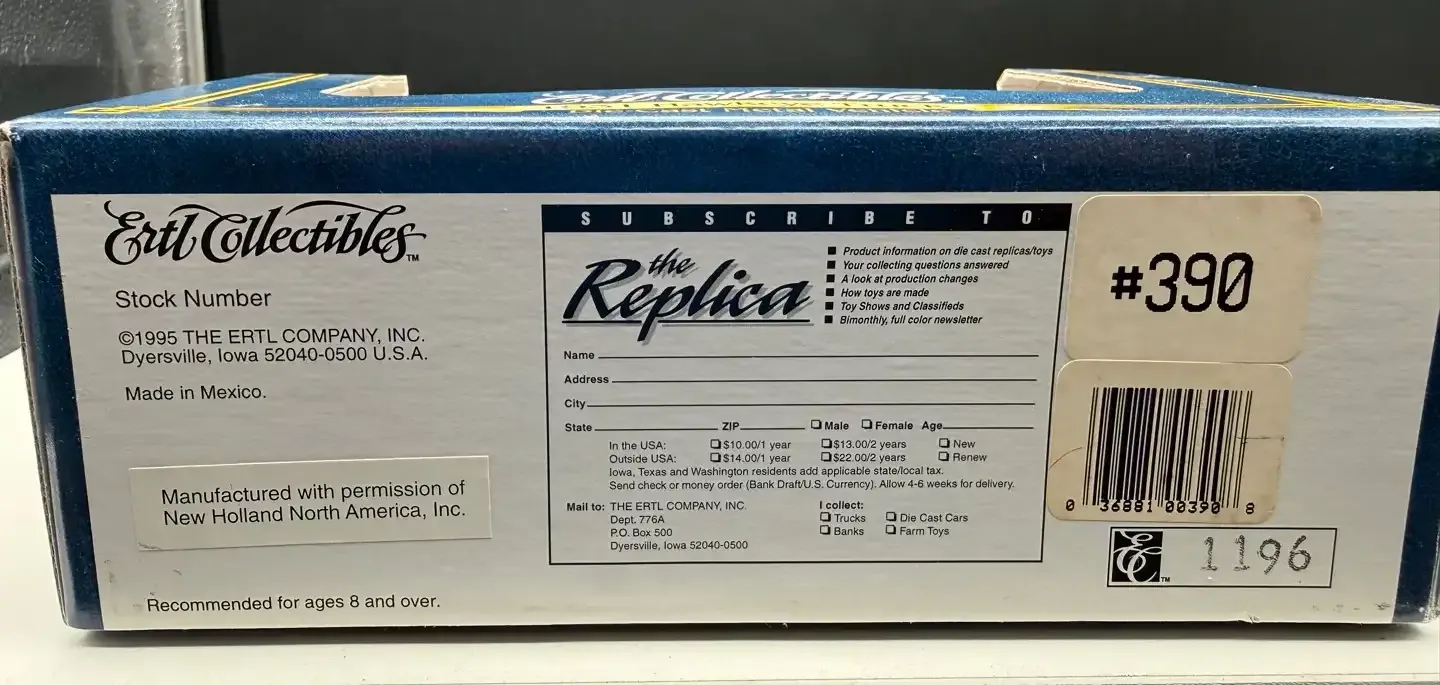 Ertl Collectibles™
Ertl Collectibles™
Stock Number
©1995 THE ERTL COMPANY, INC.
Dyersville, Iowa 52040-0500 U.S.A.
Made in Mexico.
Manufactured with permission of
New Holland North America, Inc.
Recommended for ages 8 and over.
SUBSCRIBE TO
the
Replica
■ Product information on die cast replicas/toys
■ Your collecting questions answered
■ A look at production changes
■ How toys are made
■ Toy Shows and Classifieds
■ Bimonthly, full color newsletter
Name
Address
City
State ZIP ❏ Male ❏ Female Age
In the USA: ❏ $10.00/1 year ❏ $13.00/2 years ❏ New
Outside USA: ❏ $14.00/1 year ❏ $22.00/2 years ❏ Renew
Iowa, Texas and Washington residents add applicable state/local tax.
Send check or money order (Bank Draft/U.S. Currency). Allow 4-6 weeks for delivery.
Mail to: THE ERTL COMPANY, INC.
Dept. 776A
P.O. Box 500
Dyersville, Iowa 52040-0500
I collect:
❏ Trucks ❏ Die Cast Cars
❏ Banks ❏ Farm Toys
#390
0 36881 00390 8
EC™ 1196